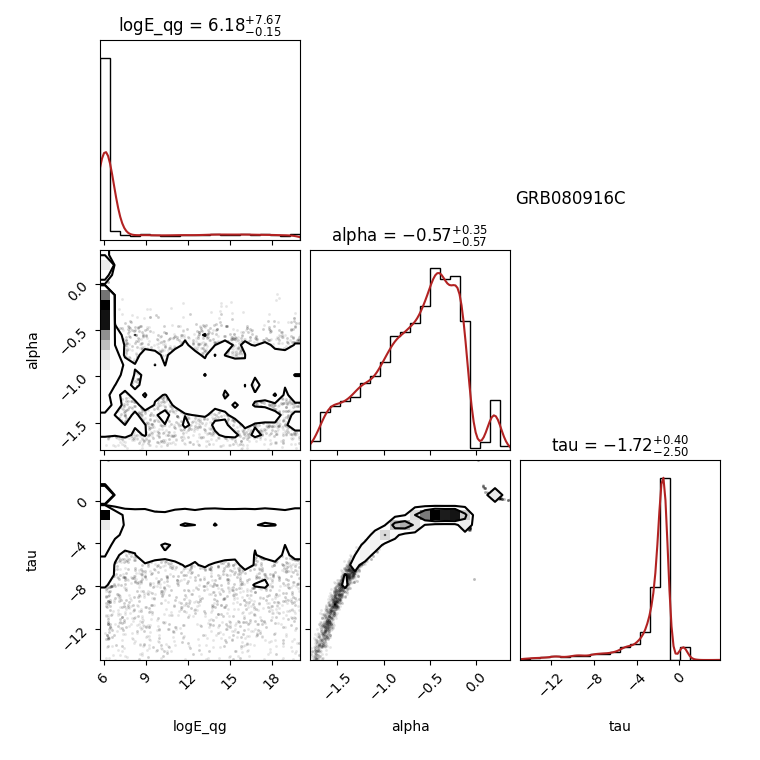 logE_qg = 6.18^{+7.67}_{−0.15}
GRB080916C
alpha = −0.57^{+0.35}_{−0.57}
alpha
0.0
−0.5
−1.0
−1.5
tau = −1.72^{+0.40}_{−2.50}
tau
0
−4
−8
−12
6 9 12 15 18
−1.5 −1.0 −0.5 0.0
−12 −8 −4 0
logE_qg alpha tau